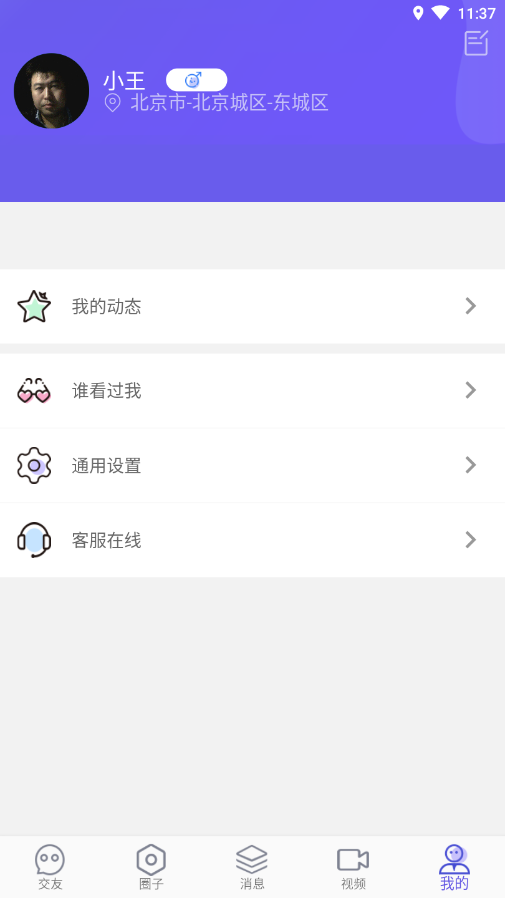 11:37
小王
北京市-北京城区-东城区
我的动态
谁看过我
通用设置
客服在线
交友
圈子
消息
视频
我的